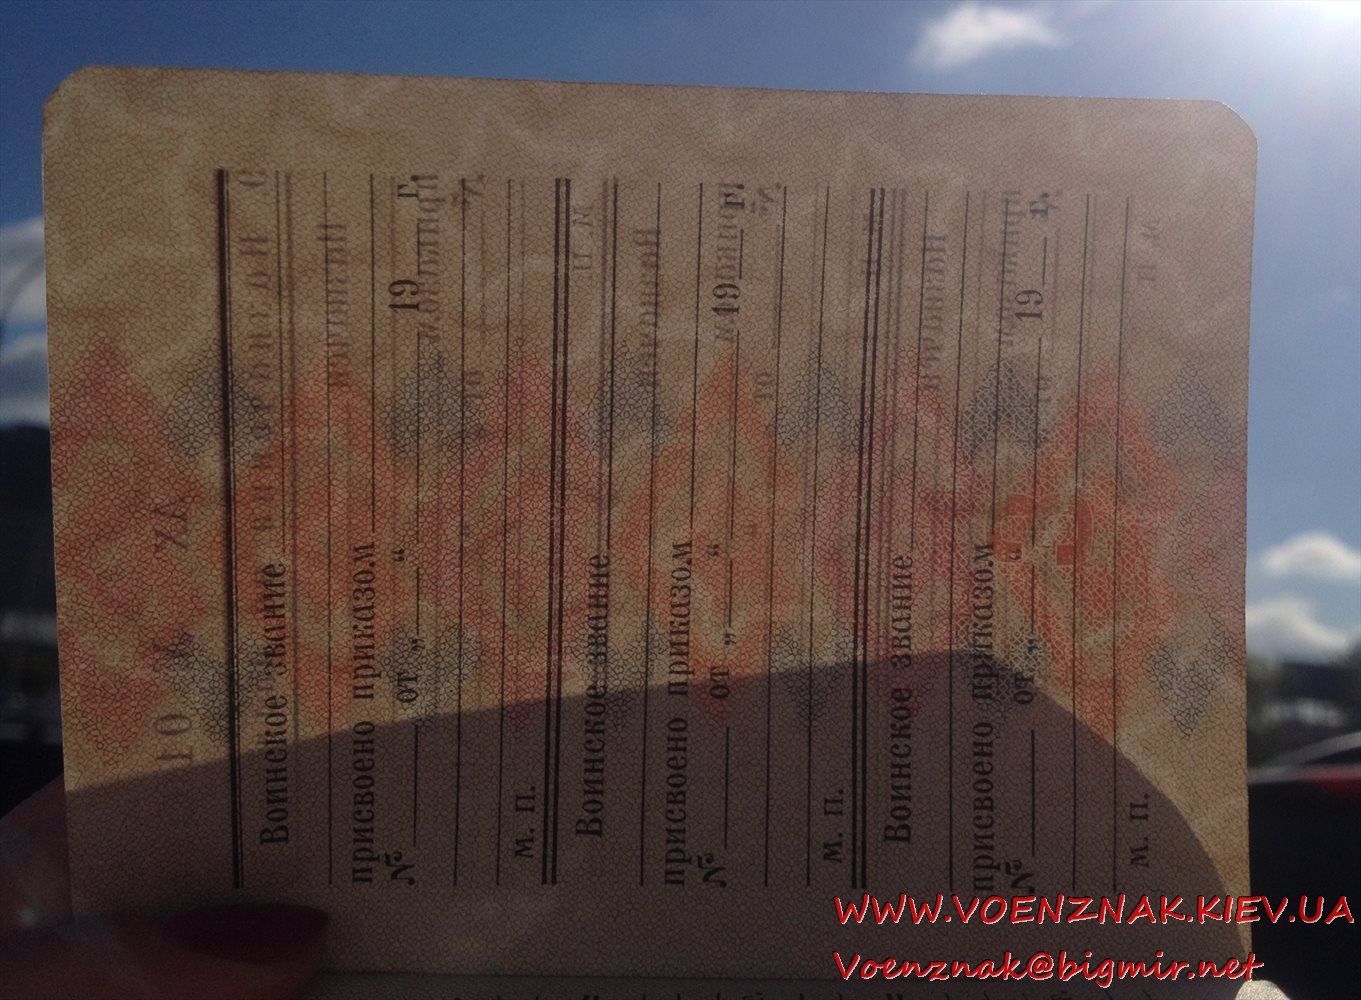 Воинское звание
присвоено приказом
№ от „ “ 19 г.
м. п.
Воинское звание
присвоено приказом
№ от „ “ 19 г.
м. п.
Воинское звание
присвоено приказом
№ от „ “ 19 г.
м. п.
WWW.VOENZNAK.KIEV.UA
Voenznak@bigmir.net